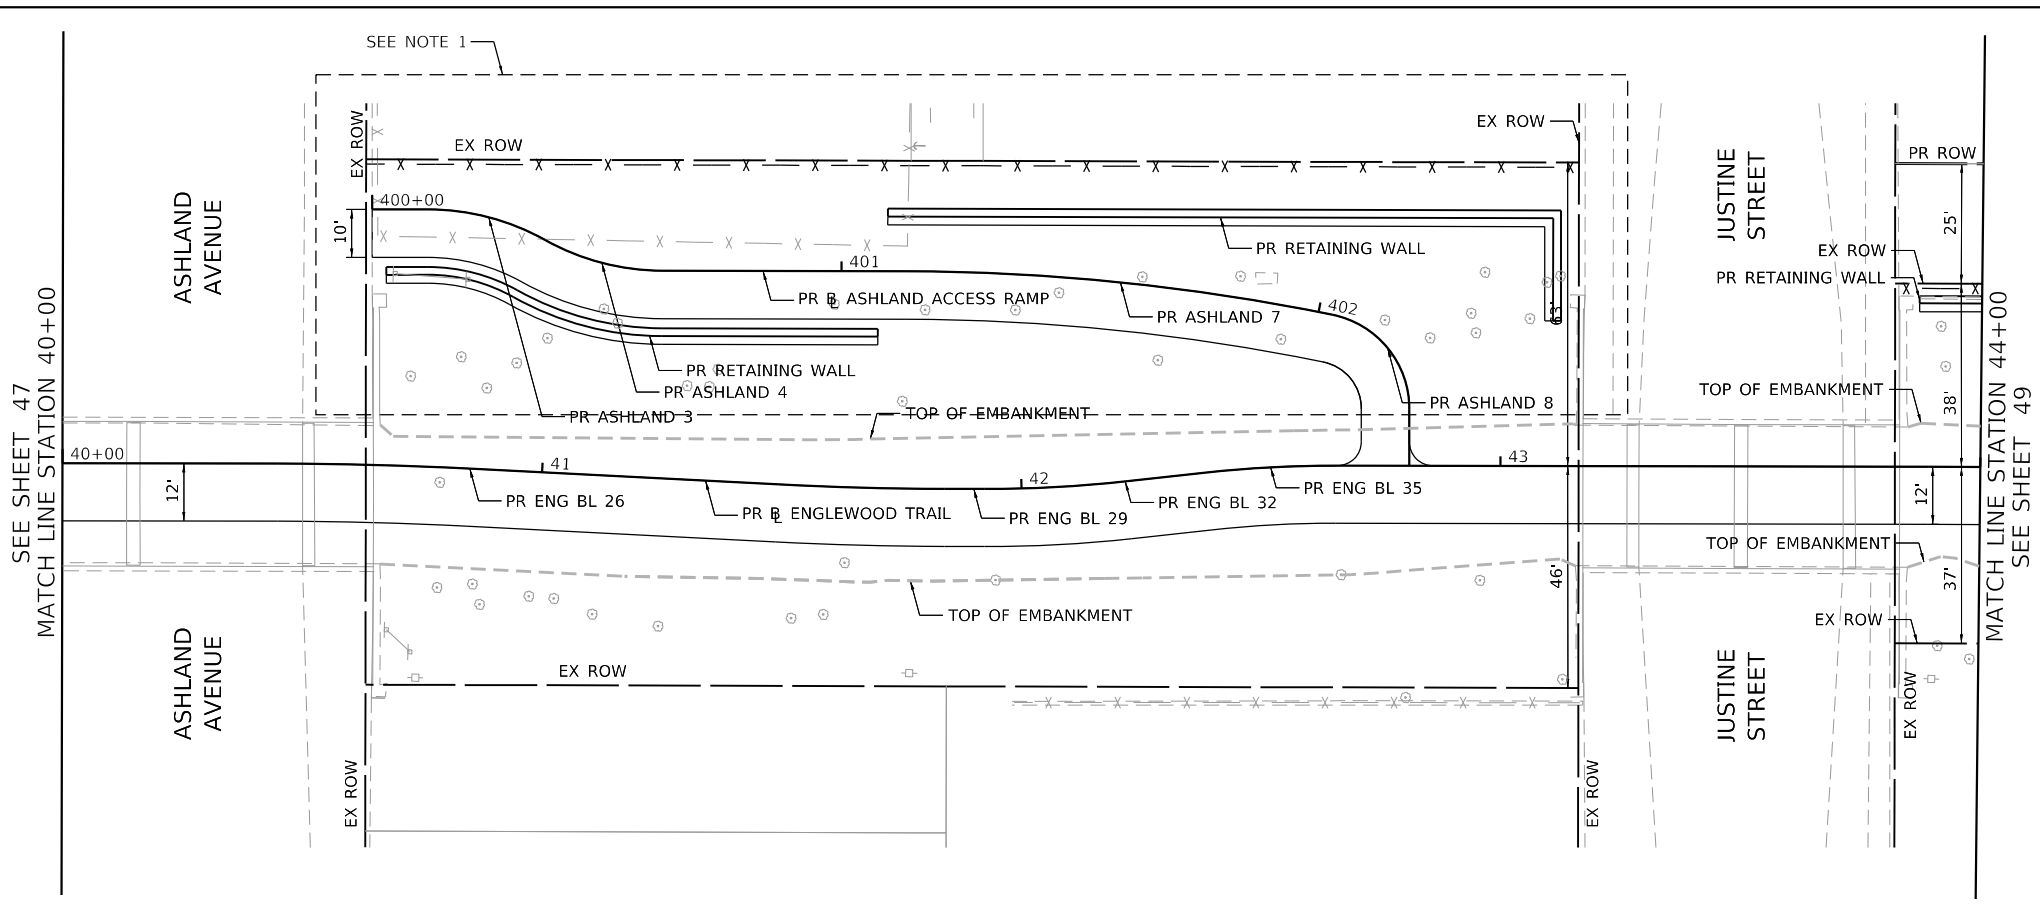 SEE NOTE 1
EX ROW
EX ROW
EX ROW
PR ROW
JUSTINE
STREET
ASHLAND
AVENUE
400+00
10'
25'
401
PR RETAINING WALL
EX ROW
PR RETAINING WALL
PR BL ASHLAND ACCESS RAMP
402
PR ASHLAND 7
63'
PR RETAINING WALL
PR ASHLAND 4
PR ASHLAND 3
TOP OF EMBANKMENT
PR ASHLAND 8
TOP OF EMBANKMENT
38'
SEE SHEET 47
MATCH LINE STATION 40+00
MATCH LINE STATION 44+00
SEE SHEET 49
40+00
41
42
43
12'
PR ENG BL 26
PR BL ENGLEWOOD TRAIL
PR ENG BL 29
PR ENG BL 32
PR ENG BL 35
12'
TOP OF EMBANKMENT
46'
37'
TOP OF EMBANKMENT
EX ROW
EX ROW
ASHLAND
AVENUE
JUSTINE
STREET
EX ROW
EX ROW
EX ROW